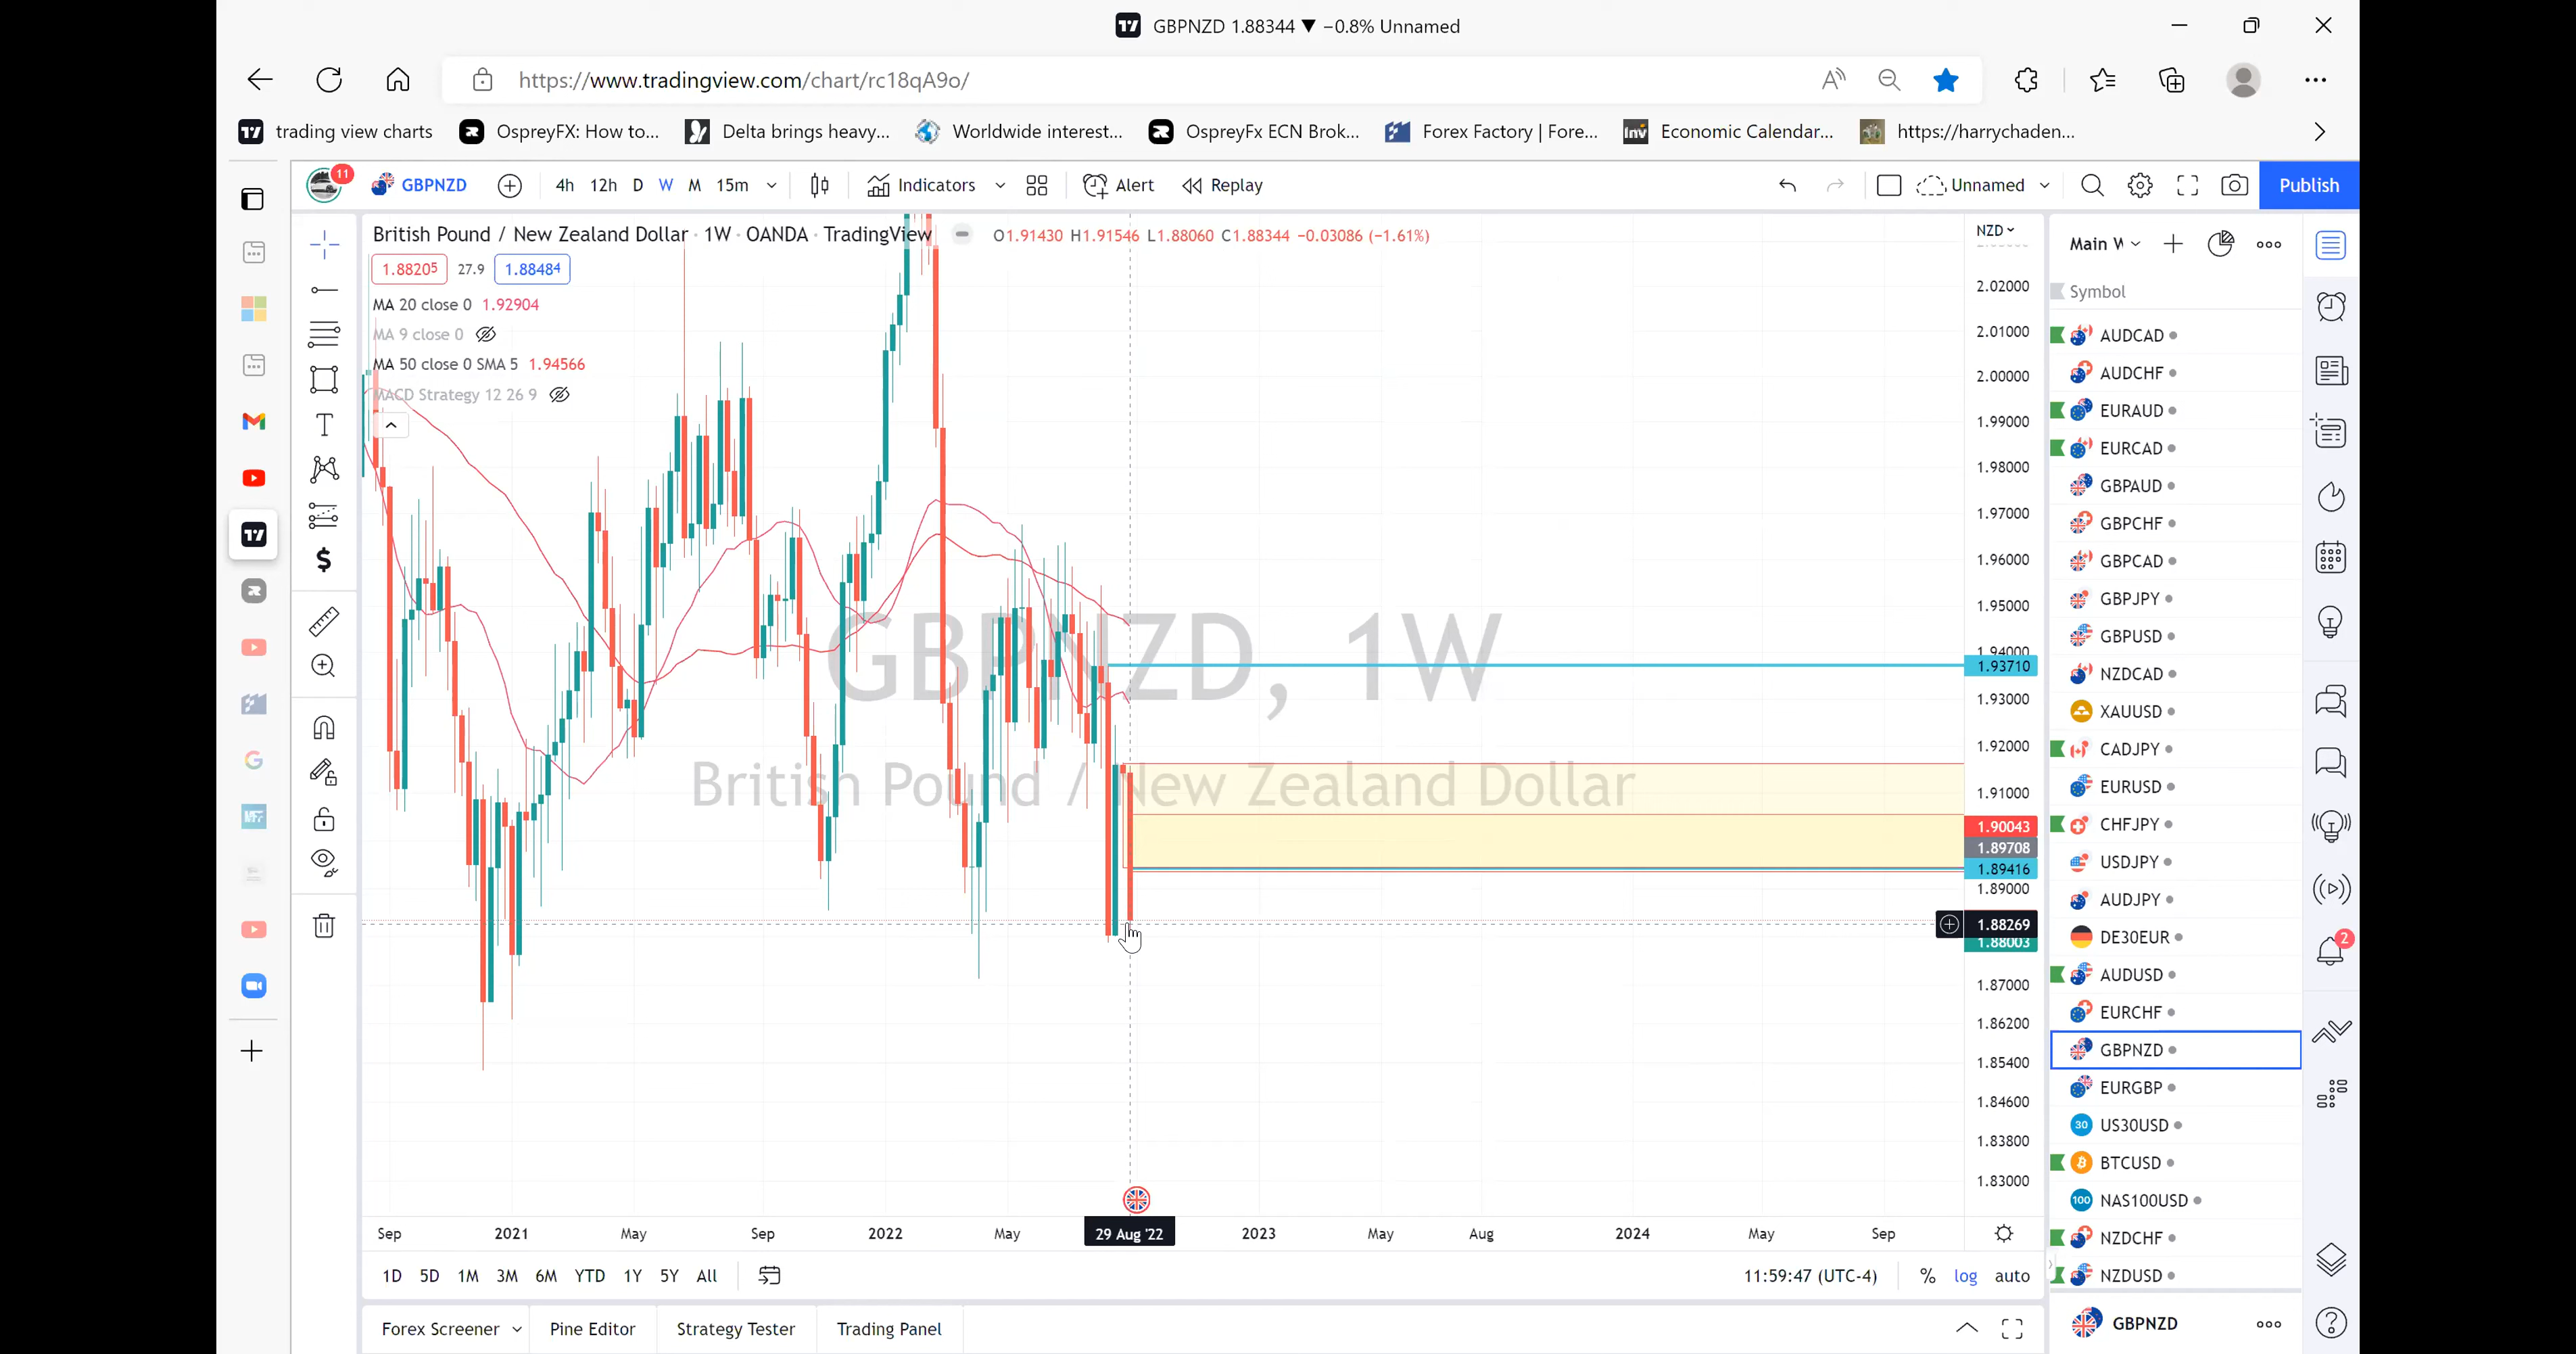 GBPNZD 1.88344 ▼ −0.8% Unnamed
https://www.tradingview.com/chart/rc18qA9o/
trading view charts OspreyFX: How to... Delta brings heavy... Worldwide interest... OspreyFx ECN Brok... Forex Factory | Fore... Economic Calendar... https://harrychaden...
11 GBPNZD 4h 12h D W M 15m Indicators Alert Replay Unnamed Publish
British Pound / New Zealand Dollar · 1W · OANDA · TradingView O1.91430 H1.91546 L1.88060 C1.88344 −0.03086 (−1.61%)
1.88205 27.9 1.88484
MA 20 close 0 1.92904
MA 9 close 0
MA 50 close 0 SMA 5 1.94566
MACD Strategy 12 26 9
GBPNZD, 1W
British Pound / New Zealand Dollar
NZD
2.02000
2.01000
2.00000
1.99000
1.98000
1.97000
1.96000
1.95000
1.94000
1.93710
1.93000
1.92000
1.91000
1.90043
1.89708
1.89416
1.89000
1.88269
1.88003
1.87000
1.86200
1.85400
1.84600
1.83800
1.83000
Sep 2021 May Sep 2022 May 29 Aug '22 2023 May Aug 2024 May Sep
1D 5D 1M 3M 6M YTD 1Y 5Y All 11:59:47 (UTC-4) % log auto
Forex Screener Pine Editor Strategy Tester Trading Panel
Main W
Symbol
AUDCAD
AUDCHF
EURAUD
EURCAD
GBPAUD
GBPCHF
GBPCAD
GBPJPY
GBPUSD
NZDCAD
XAUUSD
CADJPY
EURUSD
CHFJPY
USDJPY
AUDJPY
DE30EUR
AUDUSD
EURCHF
GBPNZD
EURGBP
30 US30USD
BTCUSD
100 NAS100USD
NZDCHF
NZDUSD
GBPNZD
2